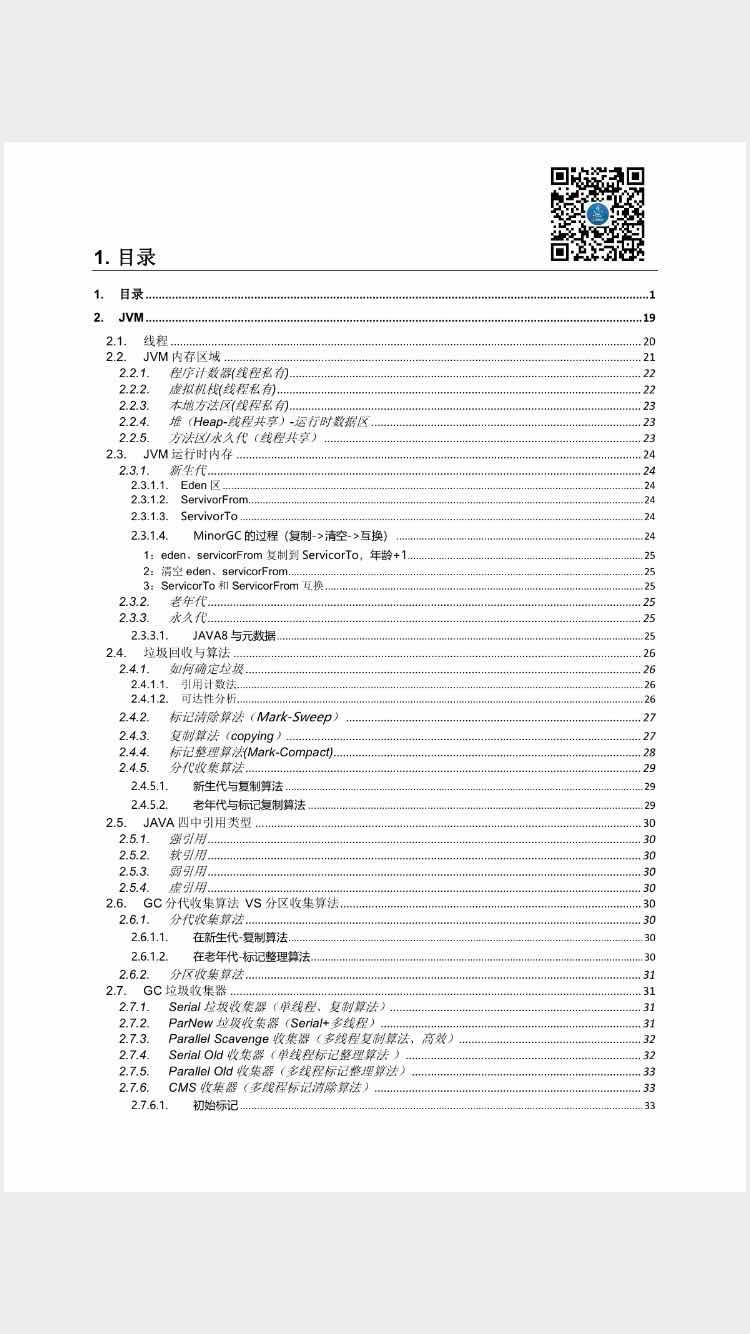 1. 目录
1. 目录 1
2. JVM 19
2.1. 线程 20
2.2. JVM 内存区域 21
2.2.1. 程序计数器(线程私有) 22
2.2.2. 虚拟机栈(线程私有) 22
2.2.3. 本地方法区(线程私有) 23
2.2.4. 堆（Heap-线程共享）-运行时数据区 23
2.2.5. 方法区/永久代（线程共享） 23
2.3. JVM 运行时内存 24
2.3.1. 新生代 24
2.3.1.1. Eden 区 24
2.3.1.2. ServivorFrom 24
2.3.1.3. ServivorTo 24
2.3.1.4. MinorGC 的过程（复制->清空->互换） 24
1：eden、servicorFrom 复制到 ServicorTo，年龄+1 25
2：清空 eden、servicorFrom 25
3：ServicorTo 和 ServicorFrom 互换 25
2.3.2. 老年代 25
2.3.3. 永久代 25
2.3.3.1. JAVA8 与元数据 25
2.4. 垃圾回收与算法 26
2.4.1. 如何确定垃圾 26
2.4.1.1. 引用计数法 26
2.4.1.2. 可达性分析 26
2.4.2. 标记清除算法（Mark-Sweep） 27
2.4.3. 复制算法（copying） 27
2.4.4. 标记整理算法(Mark-Compact) 28
2.4.5. 分代收集算法 29
2.4.5.1. 新生代与复制算法 29
2.4.5.2. 老年代与标记复制算法 29
2.5. JAVA 四中引用类型 30
2.5.1. 强引用 30
2.5.2. 软引用 30
2.5.3. 弱引用 30
2.5.4. 虚引用 30
2.6. GC 分代收集算法 VS 分区收集算法 30
2.6.1. 分代收集算法 30
2.6.1.1. 在新生代-复制算法 30
2.6.1.2. 在老年代-标记整理算法 30
2.6.2. 分区收集算法 31
2.7. GC 垃圾收集器 31
2.7.1. Serial 垃圾收集器（单线程、复制算法） 31
2.7.2. ParNew 垃圾收集器（Serial+多线程） 31
2.7.3. Parallel Scavenge 收集器（多线程复制算法、高效） 32
2.7.4. Serial Old 收集器（单线程标记整理算法 ） 32
2.7.5. Parallel Old 收集器（多线程标记整理算法） 33
2.7.6. CMS 收集器（多线程标记清除算法） 33
2.7.6.1. 初始标记 33